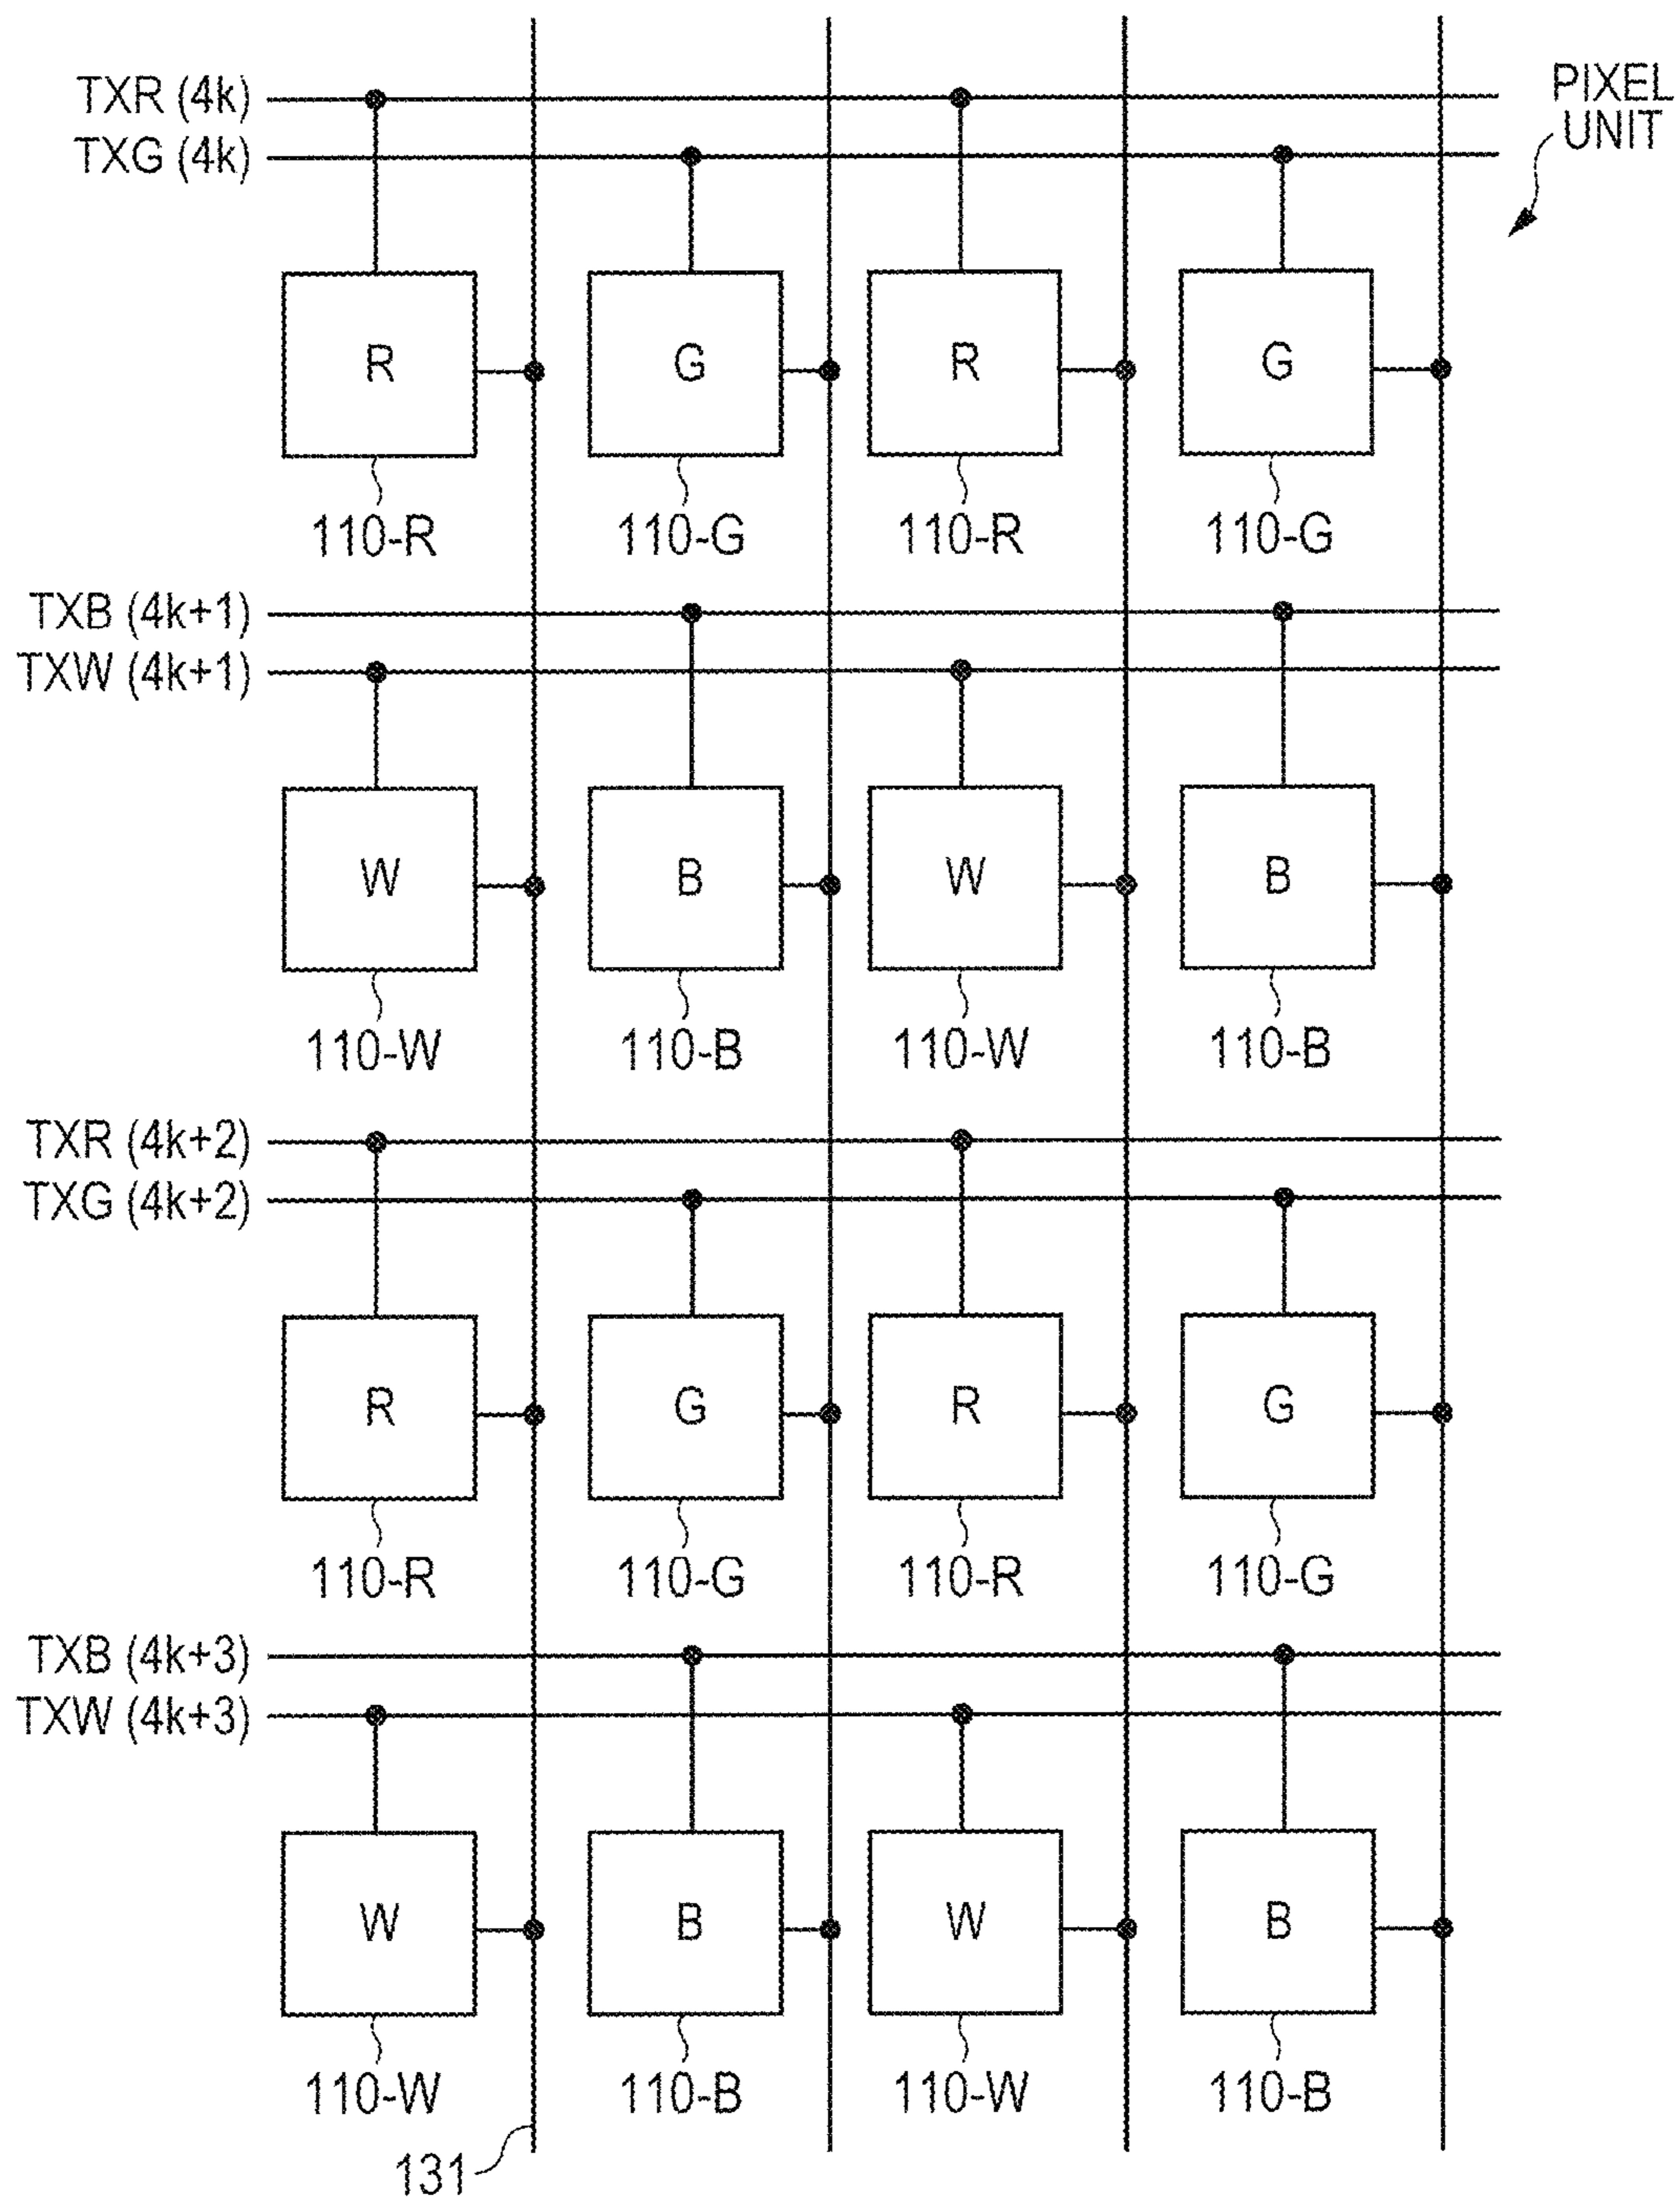 TXR (4k)
TXG (4k)
PIXEL
UNIT
R G R G
110-R 110-G 110-R 110-G
TXB (4k+1)
TXW (4k+1)
W B W B
110-W 110-B 110-W 110-B
TXR (4k+2)
TXG (4k+2)
R G R G
110-R 110-G 110-R 110-G
TXB (4k+3)
TXW (4k+3)
W B W B
110-W 110-B 110-W 110-B
131